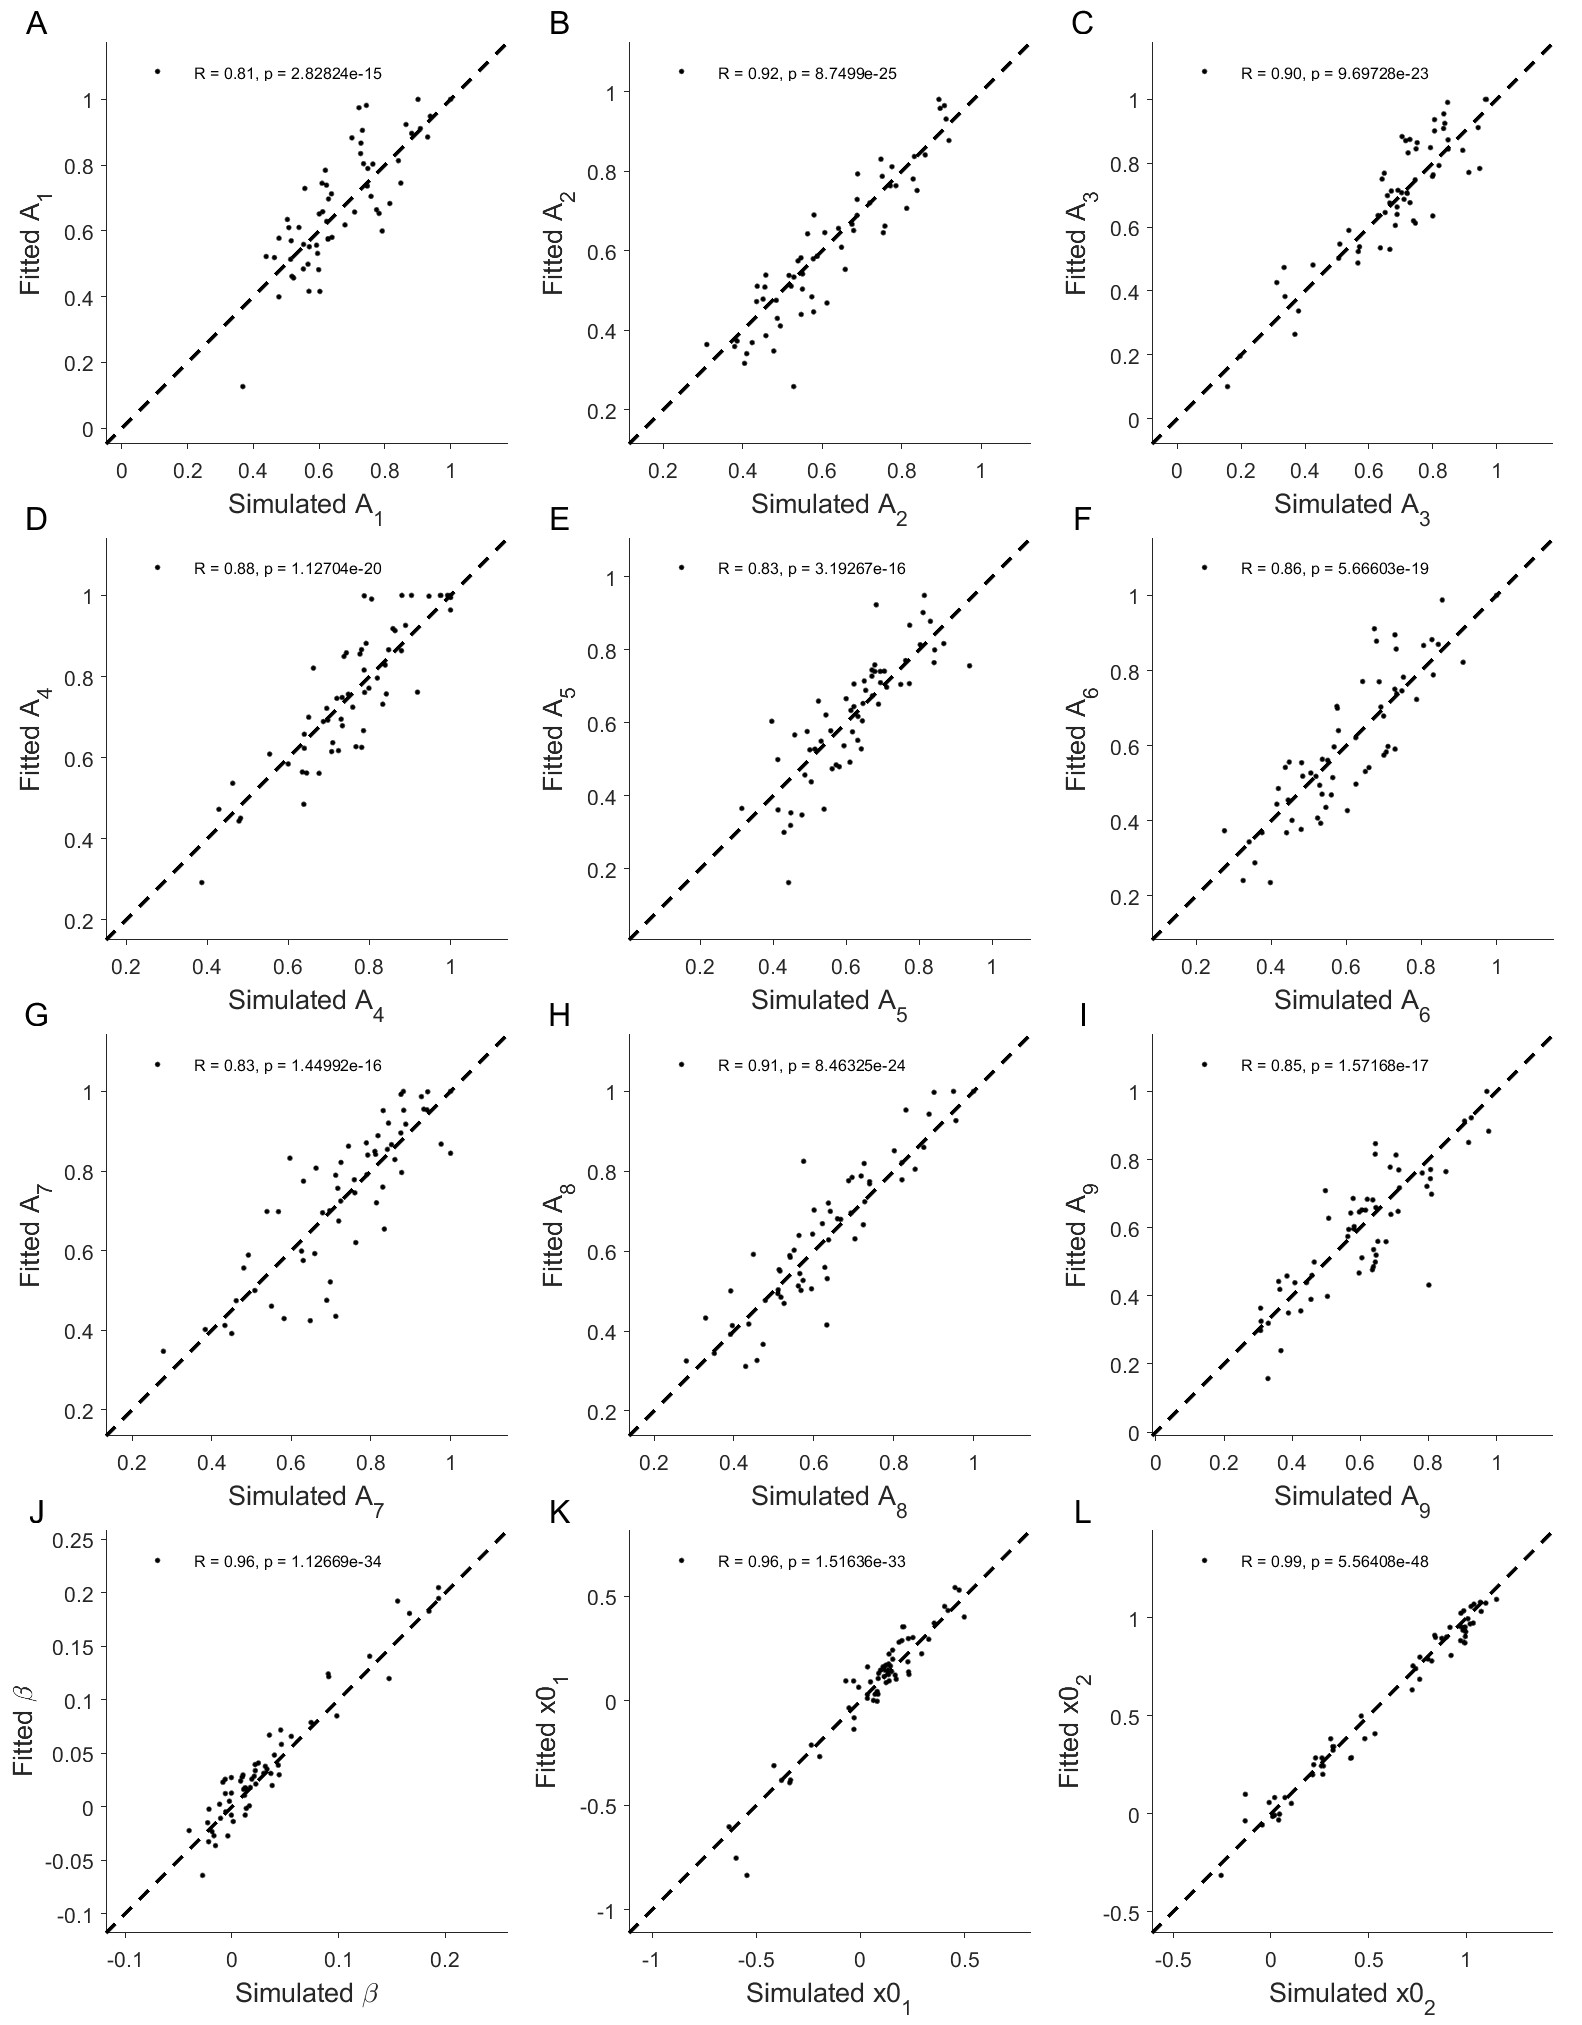 A
B
C
R = 0.81, p = 2.82824e-15
R = 0.92, p = 8.7499e-25
R = 0.90, p = 9.69728e-23
1
0.8
0.6
0.4
0.2
0
Fitted A1
0 0.2 0.4 0.6 0.8 1
Simulated A1
1
0.8
0.6
0.4
0.2
Fitted A2
0.2 0.4 0.6 0.8 1
Simulated A2
1
0.8
0.6
0.4
0.2
0
Fitted A3
0 0.2 0.4 0.6 0.8 1
Simulated A3
D
E
F
R = 0.88, p = 1.12704e-20
R = 0.83, p = 3.19267e-16
R = 0.86, p = 5.66603e-19
1
0.8
0.6
0.4
0.2
Fitted A4
0.2 0.4 0.6 0.8 1
Simulated A4
1
0.8
0.6
0.4
0.2
Fitted A5
0.2 0.4 0.6 0.8 1
Simulated A5
1
0.8
0.6
0.4
0.2
Fitted A6
0.2 0.4 0.6 0.8 1
Simulated A6
G
H
I
R = 0.83, p = 1.44992e-16
R = 0.91, p = 8.46325e-24
R = 0.85, p = 1.57168e-17
1
0.8
0.6
0.4
0.2
Fitted A7
0.2 0.4 0.6 0.8 1
Simulated A7
1
0.8
0.6
0.4
0.2
Fitted A8
0.2 0.4 0.6 0.8 1
Simulated A8
1
0.8
0.6
0.4
0.2
0
Fitted A9
0 0.2 0.4 0.6 0.8 1
Simulated A9
J
K
L
R = 0.96, p = 1.12669e-34
R = 0.96, p = 1.51636e-33
R = 0.99, p = 5.56408e-48
0.25
0.2
0.15
0.1
0.05
0
-0.05
-0.1
Fitted β
-0.1 0 0.1 0.2
Simulated β
0.5
0
-0.5
-1
Fitted x01
-1 -0.5 0 0.5
Simulated x01
1
0.5
0
-0.5
Fitted x02
-0.5 0 0.5 1
Simulated x02